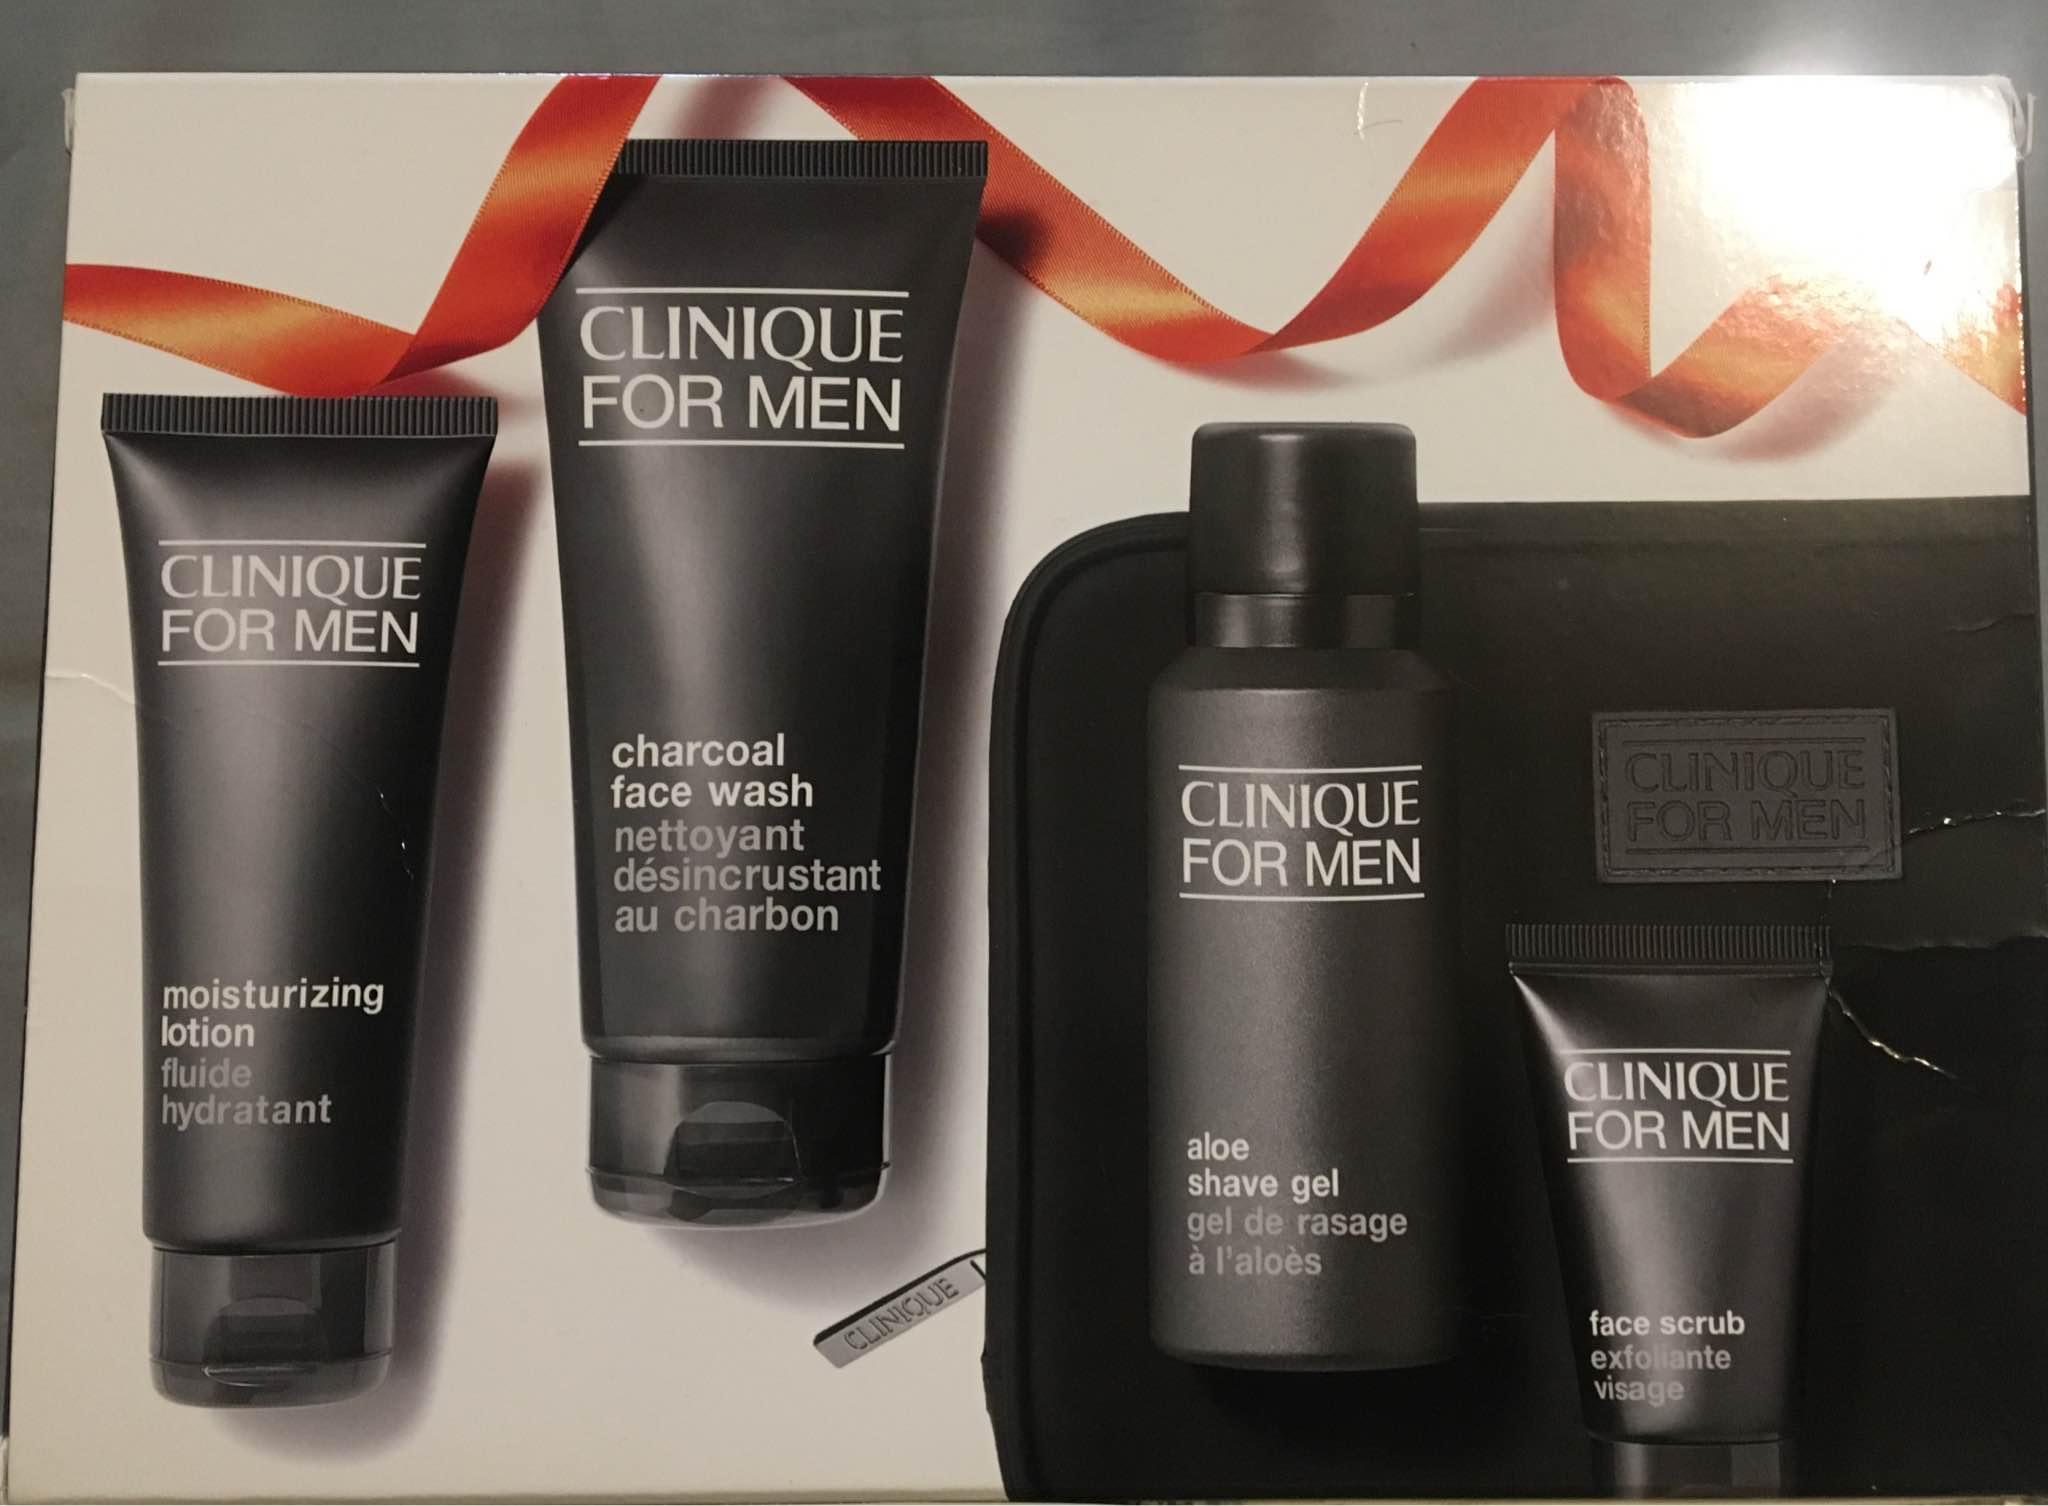 CLINIQUE
FOR MEN
moisturizing
lotion
fluide
hydratant
CLINIQUE
FOR MEN
charcoal
face wash
nettoyant
désincrustant
au charbon
CLINIQUE
CLINIQUE
FOR MEN
aloe
shave gel
gel de rasage
à l'aloès
CLINIQUE
FOR MEN
CLINIQUE
FOR MEN
face scrub
exfoliante
visage